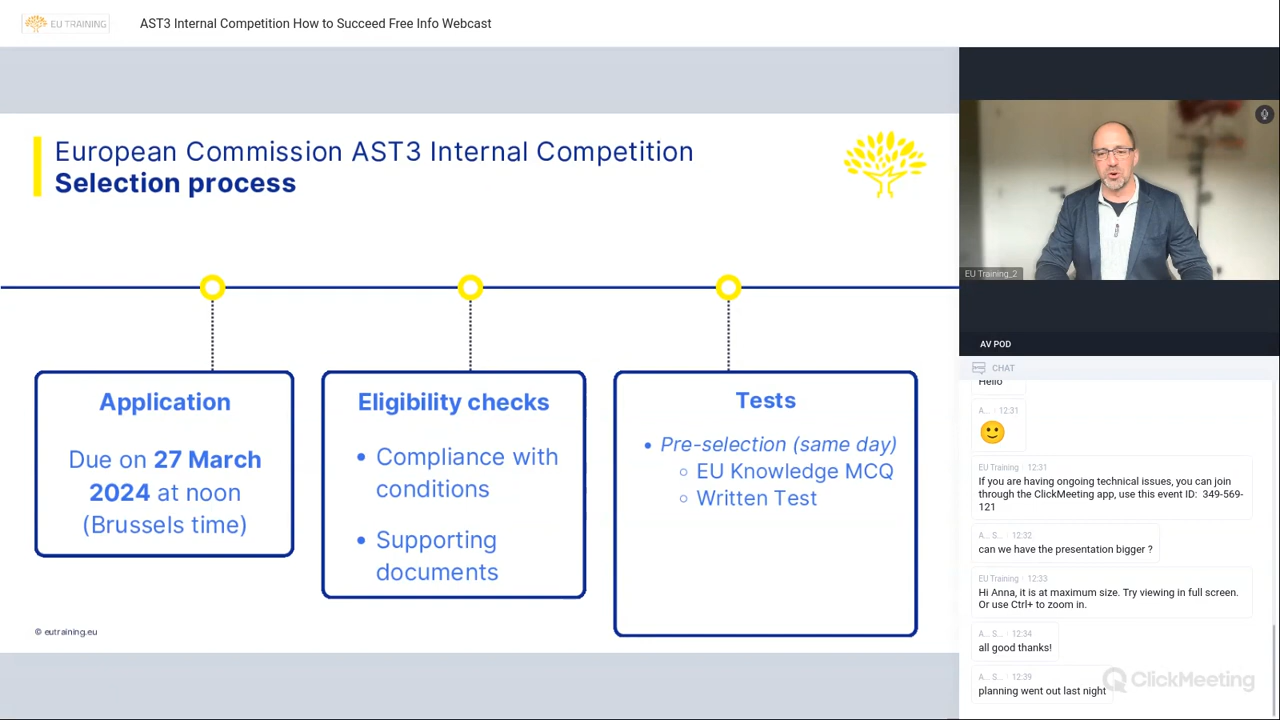 EU TRAINING
AST3 Internal Competition How to Succeed Free Info Webcast
European Commission AST3 Internal Competition
Selection process
Application
Due on 27 March
2024 at noon
(Brussels time)
Eligibility checks
• Compliance with
conditions
• Supporting
documents
Tests
• Pre-selection (same day)
○ EU Knowledge MCQ
○ Written Test
© eutraining.eu
EU Training_2
AV POD
CHAT
Hello
A... · 12:31
EU Training · 12:31
If you are having ongoing technical issues, you can join
through the ClickMeeting app, use this event ID: 349-569-
121
A... S... · 12:32
can we have the presentation bigger ?
EU Training · 12:33
Hi Anna, it is at maximum size. Try viewing in full screen.
Or use Ctrl+ to zoom in.
A... S... · 12:34
all good thanks!
A... S... · 12:39
planning went out last night
ClickMeeting